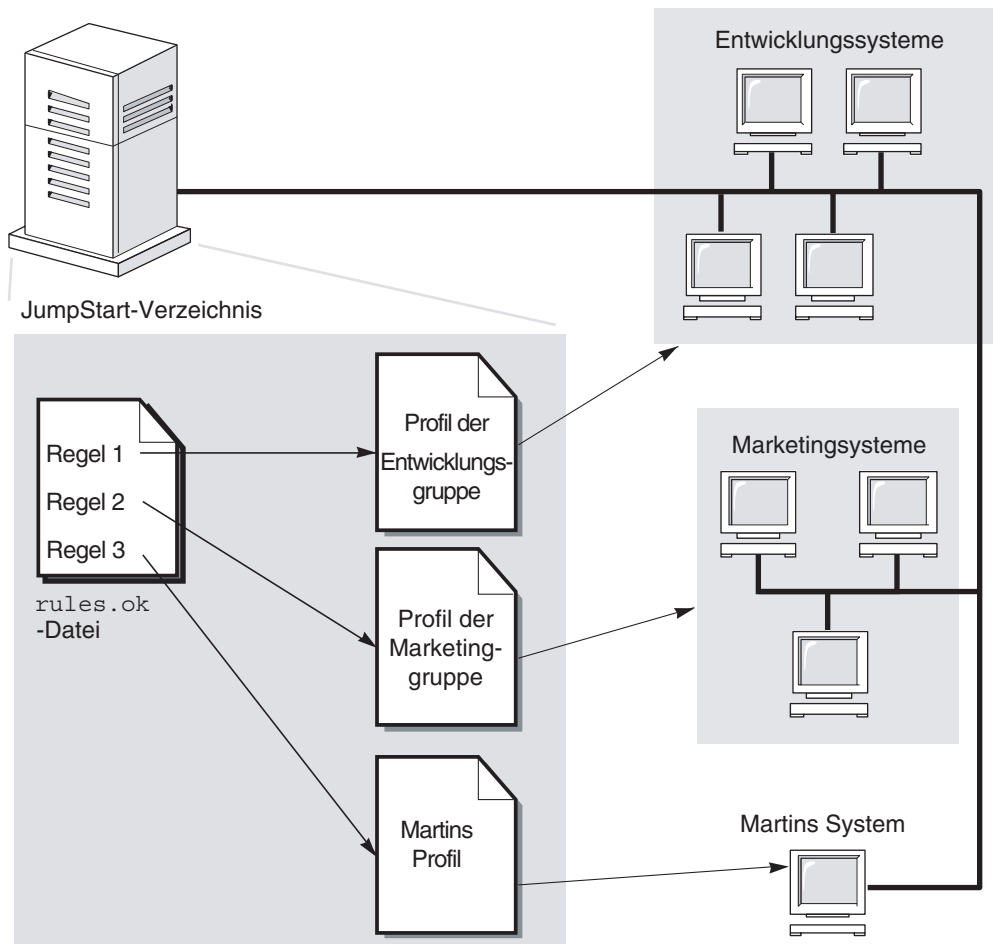 Entwicklungssysteme
JumpStart-Verzeichnis
Regel 1
Regel 2
Regel 3
rules.ok
-Datei
Profil der
Entwicklungs-
gruppe
Profil der
Marketing-
gruppe
Martins
Profil
Marketingsysteme
Martins System